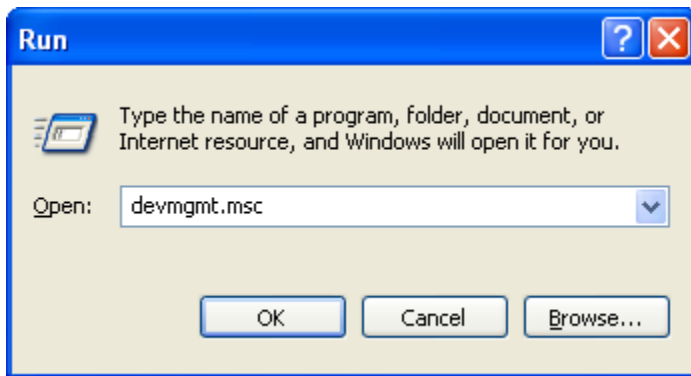 Run
Type the name of a program, folder, document, or
Internet resource, and Windows will open it for you.
Open: devmgmt.msc
OK Cancel Browse...